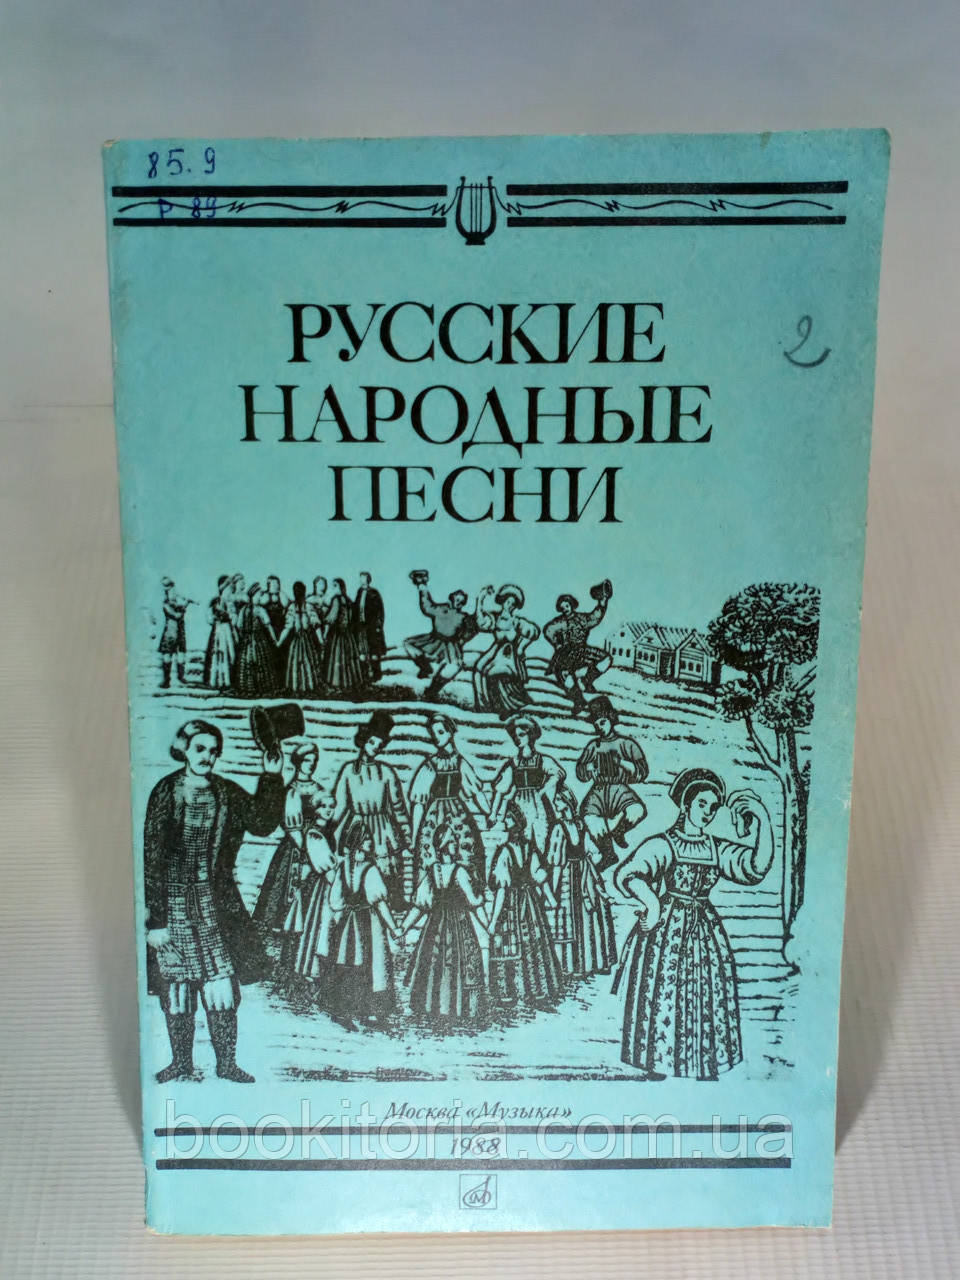 85.9
Р 89
РУССКИЕ
НАРОДНЫЕ
ПЕСНИ
2
Москва «Музыка»
bookitoria.com.ua
1988